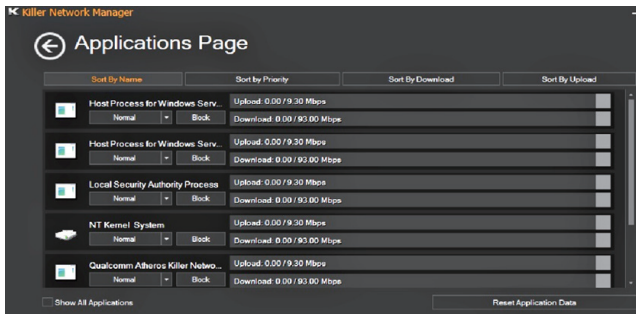 Killer Network Manager
Applications Page
Sort By Name
Sort by Priority
Sort By Download
Sort By Upload
Host Process for Windows Serv...
Upload: 0.00 / 9.30 Mbps
Normal
Block
Download: 0.00 / 93.00 Mbps
Host Process for Windows Serv...
Upload: 0.00 / 9.30 Mbps
Normal
Block
Download: 0.00 / 93.00 Mbps
Local Security Authority Process
Upload: 0.00 / 9.30 Mbps
Normal
Block
Download: 0.00 / 93.00 Mbps
NT Kernel System
Upload: 0.00 / 9.30 Mbps
Normal
Block
Download: 0.00 / 93.00 Mbps
Qualcomm Atheros Killer Netwo...
Upload: 0.00 / 9.30 Mbps
Normal
Block
Download: 0.00 / 93.00 Mbps
Show All Applications
Reset Application Data